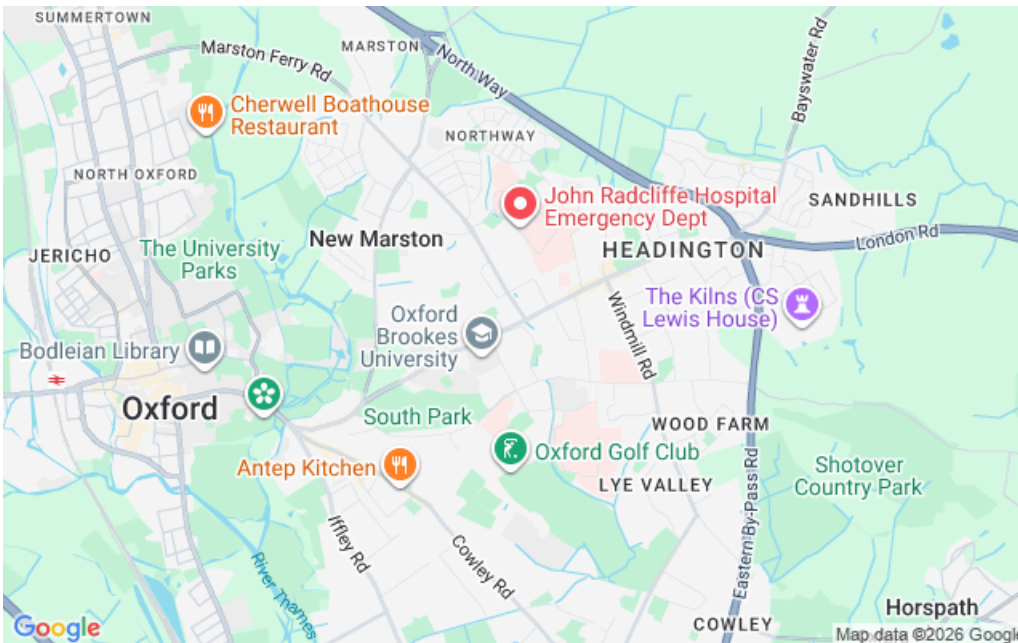 SUMMERTOWN
Marston Ferry Rd
MARSTON
North Way
Bayswater Rd
Cherwell Boathouse
Restaurant
NORTHWAY
NORTH OXFORD
John Radcliffe Hospital
Emergency Dept
SANDHILLS
New Marston
HEADINGTON
London Rd
JERICHO
The University
Parks
The Kilns (CS
Lewis House)
Oxford
Brookes
University
Windmill Rd
Bodleian Library
Oxford
South Park
WOOD FARM
Antep Kitchen
Oxford Golf Club
Shotover
Country Park
LYE VALLEY
Eastern By-Pass Rd
Iffley Rd
Cowley Rd
River Thames
Horspath
COWLEY
Google
Map data ©2026 Google